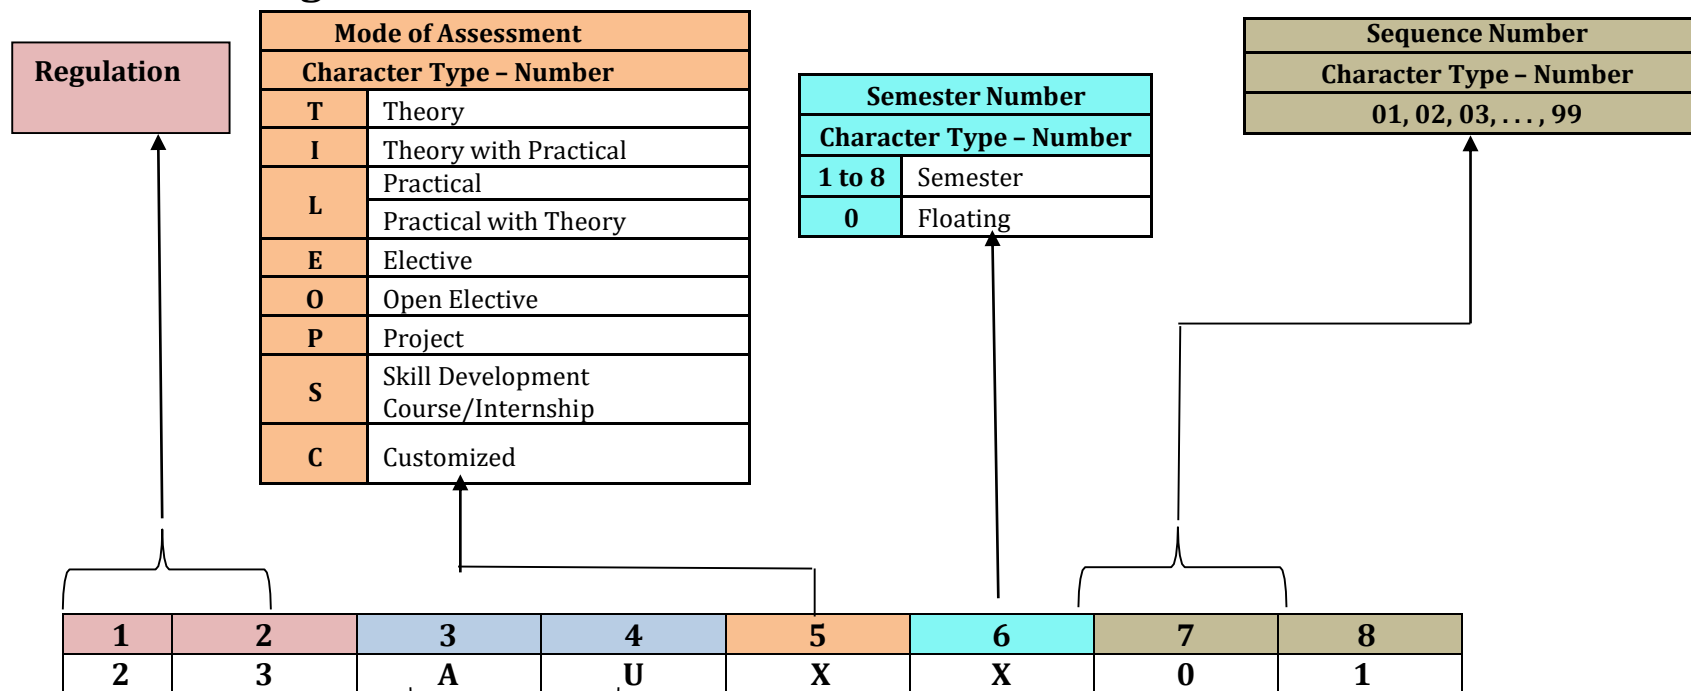 Regulation
Mode of Assessment
Character Type – Number
T Theory
I Theory with Practical
L Practical
Practical with Theory
E Elective
O Open Elective
P Project
S Skill Development
Course/Internship
C Customized
Semester Number
Character Type – Number
1 to 8 Semester
0 Floating
Sequence Number
Character Type – Number
01, 02, 03, . . . , 99
1 2 3 4 5 6 7 8
2 3 A U X X 0 1